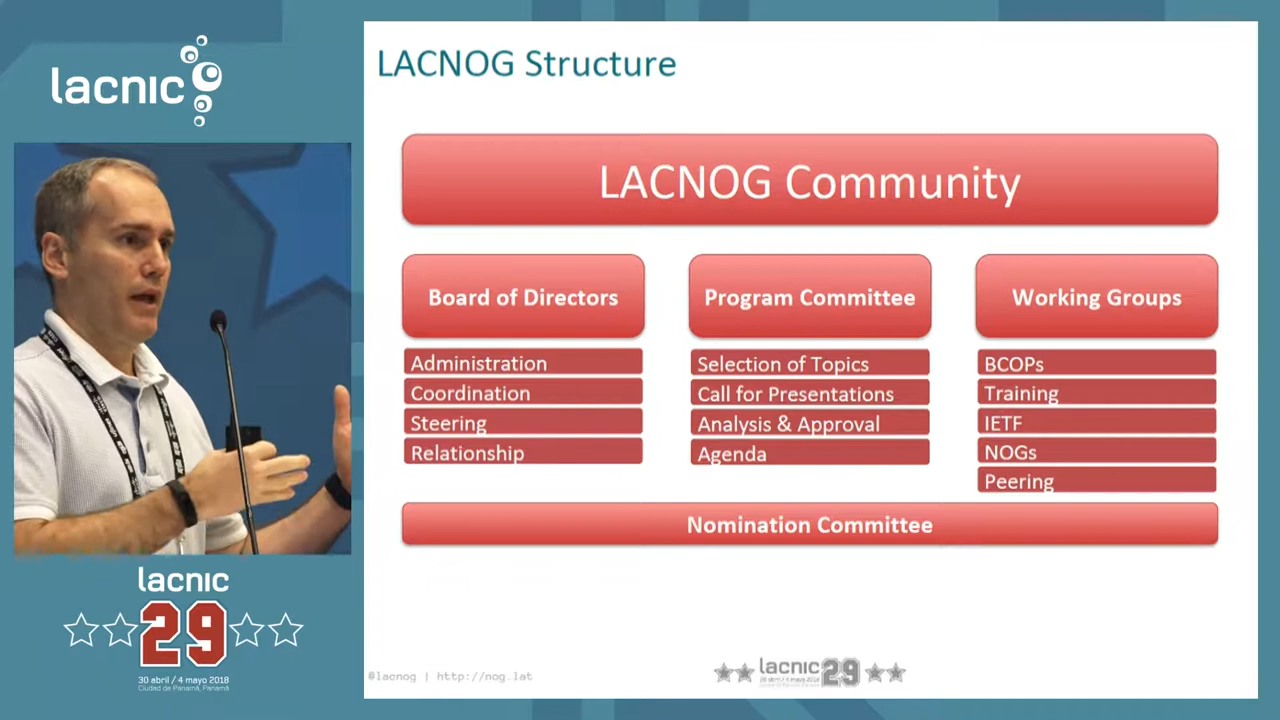 lacnic
LACNOG Structure
LACNOG Community
Board of Directors
Administration
Coordination
Steering
Relationship
Program Committee
Selection of Topics
Call for Presentations
Analysis & Approval
Agenda
Working Groups
BCOPs
Training
IETF
NOGs
Peering
Nomination Committee
lacnic
29
30 abril / 4 mayo 2018
Ciudad de Panamá, Panamá
@lacnog | http://nog.lat
lacnic 29